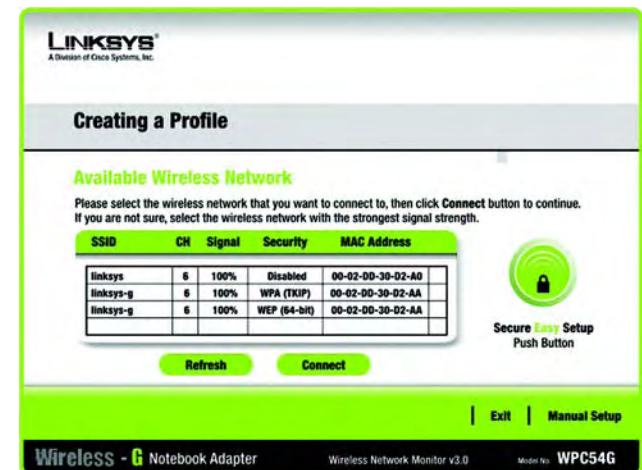 LINKSYS®
A Division of Cisco Systems, Inc.
Creating a Profile
Available Wireless Network
Please select the wireless network that you want to connect to, then click Connect button to continue.
If you are not sure, select the wireless network with the strongest signal strength.
SSID CH Signal Security MAC Address
linksys 6 100% Disabled 00-02-DD-30-D2-A0
linksys-g 6 100% WPA (TKIP) 00-02-DD-30-D2-AA
linksys-g 6 100% WEP (64-bit) 00-02-DD-30-D2-AA
Secure Easy Setup
Push Button
Refresh Connect
Exit Manual Setup
Wireless - G Notebook Adapter Wireless Network Monitor v3.0 Model No. WPC54G